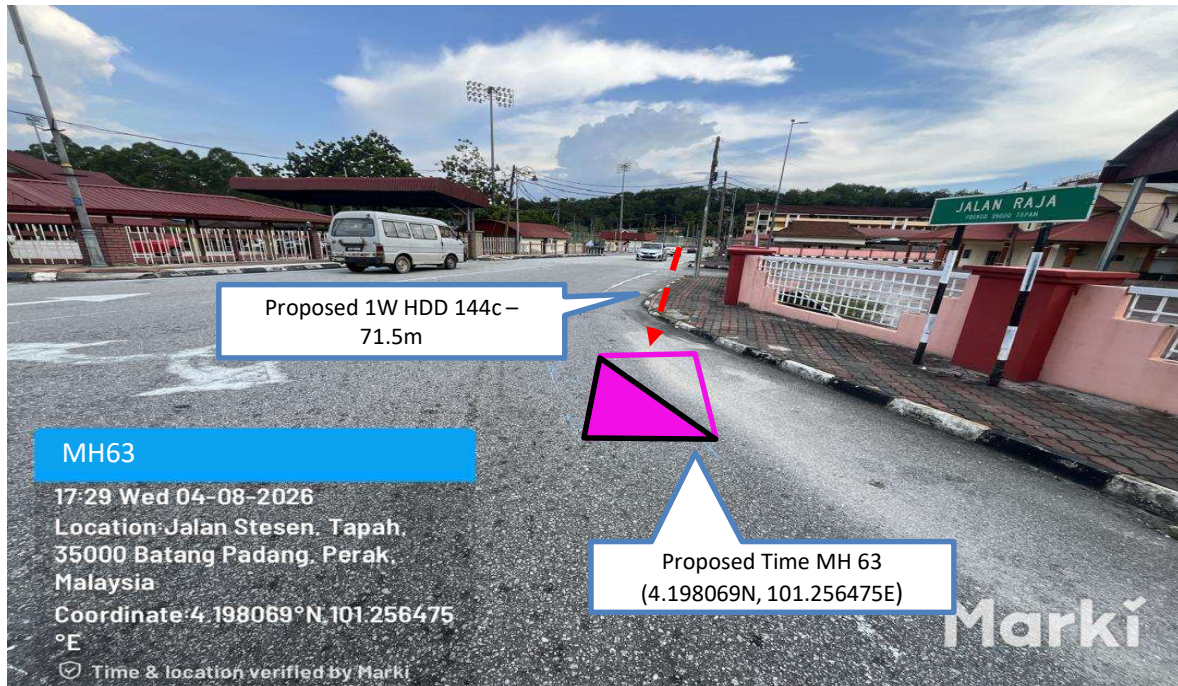 JALAN RAJA
Proposed 1W HDD 144c –
71.5m
MH63
17:29 Wed 04-08-2026
Location:Jalan Stesen, Tapah,
35000 Batang Padang, Perak,
Malaysia
Coordinate:4.198069°N,101.256475
°E
Time & location verified by Marki
Proposed Time MH 63
(4.198069N, 101.256475E)
Marki